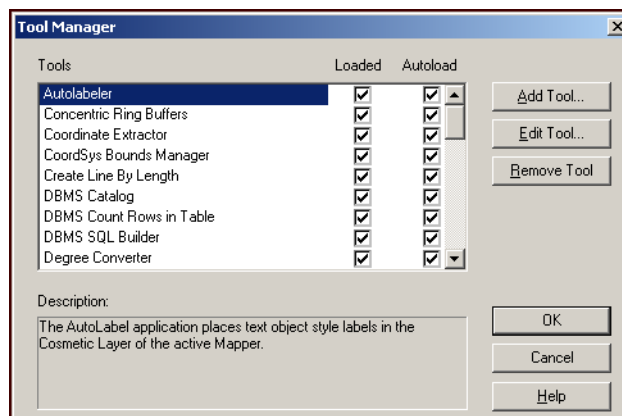 Tool Manager
Tools Loaded Autoload
Autolabeler
Concentric Ring Buffers
Coordinate Extractor
CoordSys Bounds Manager
Create Line By Length
DBMS Catalog
DBMS Count Rows in Table
DBMS SQL Builder
Degree Converter
Add Tool...
Edit Tool...
Remove Tool
Description:
The AutoLabel application places text object style labels in the
Cosmetic Layer of the active Mapper.
OK
Cancel
Help